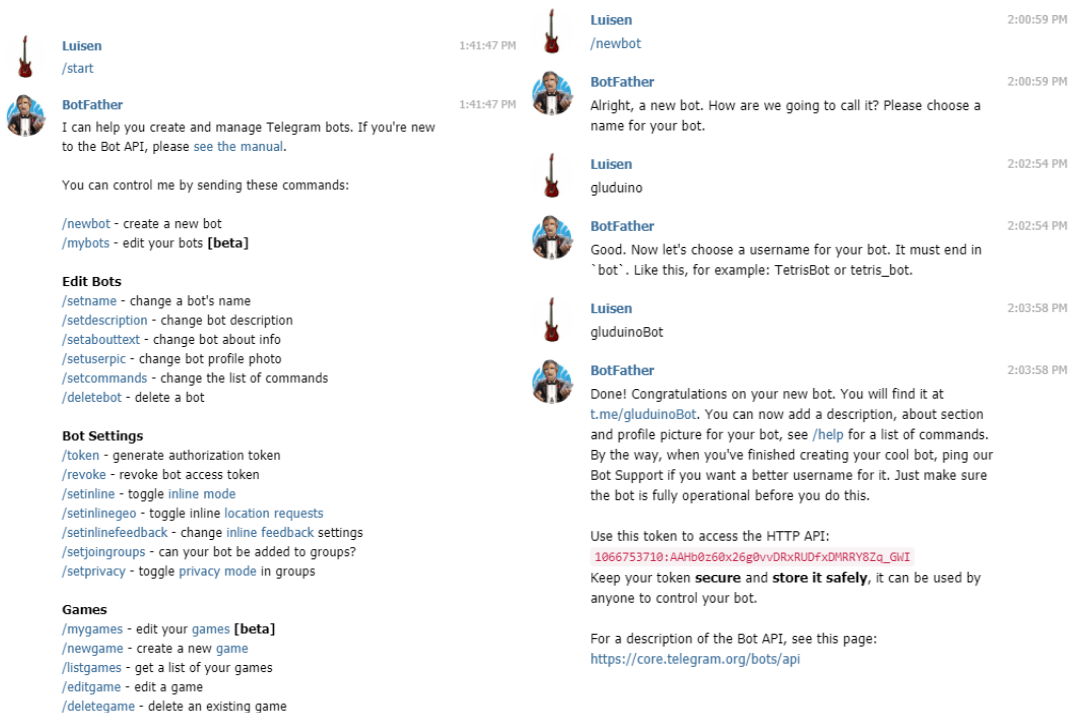 Luisen 1:41:47 PM
/start
BotFather 1:41:47 PM
I can help you create and manage Telegram bots. If you're new
to the Bot API, please see the manual.
You can control me by sending these commands:
/newbot - create a new bot
/mybots - edit your bots [beta]
Edit Bots
/setname - change a bot's name
/setdescription - change bot description
/setabouttext - change bot about info
/setuserpic - change bot profile photo
/setcommands - change the list of commands
/deletebot - delete a bot
Bot Settings
/token - generate authorization token
/revoke - revoke bot access token
/setinline - toggle inline mode
/setinlinegeo - toggle inline location requests
/setinlinefeedback - change inline feedback settings
/setjoingroups - can your bot be added to groups?
/setprivacy - toggle privacy mode in groups
Games
/mygames - edit your games [beta]
/newgame - create a new game
/listgames - get a list of your games
/editgame - edit a game
/deletegame - delete an existing game
Luisen 2:00:59 PM
/newbot
BotFather 2:00:59 PM
Alright, a new bot. How are we going to call it? Please choose a
name for your bot.
Luisen 2:02:54 PM
gluduino
BotFather 2:02:54 PM
Good. Now let's choose a username for your bot. It must end in
`bot`. Like this, for example: TetrisBot or tetris_bot.
Luisen 2:03:58 PM
gluduinoBot
BotFather 2:03:58 PM
Done! Congratulations on your new bot. You will find it at
t.me/gluduinoBot. You can now add a description, about section
and profile picture for your bot, see /help for a list of commands.
By the way, when you've finished creating your cool bot, ping our
Bot Support if you want a better username for it. Just make sure
the bot is fully operational before you do this.
Use this token to access the HTTP API:
1066753710:AAHb0z60x26g0vvDRxRUDfxDMRRY8Zq_GWI
Keep your token secure and store it safely, it can be used by
anyone to control your bot.
For a description of the Bot API, see this page:
https://core.telegram.org/bots/api